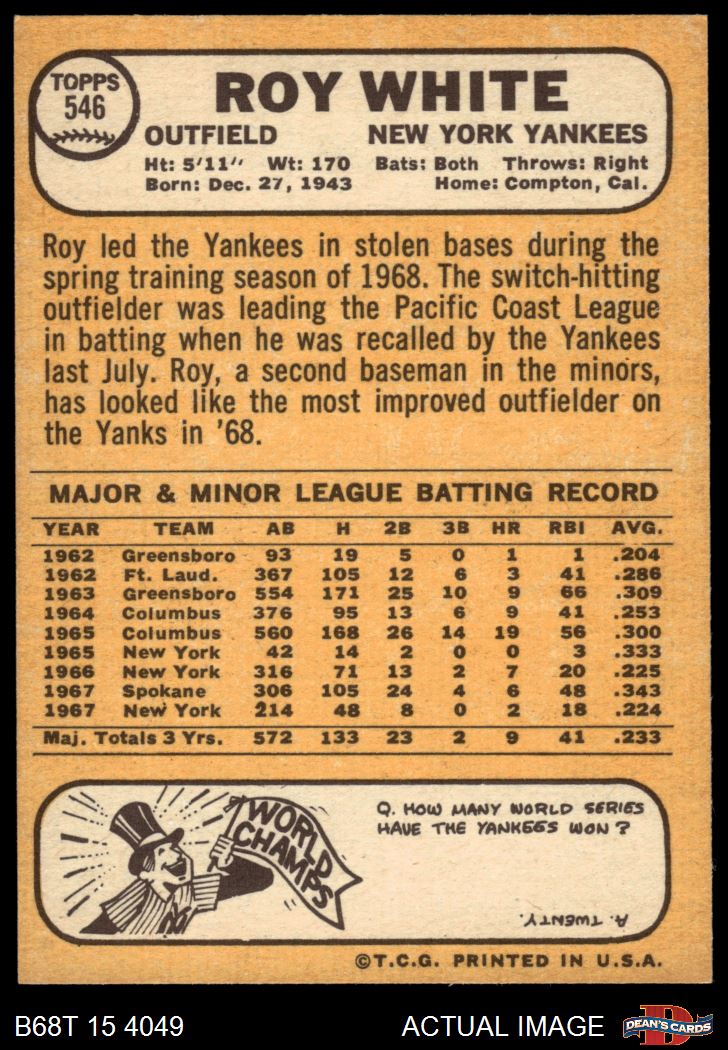 TOPPS
546
ROY WHITE
OUTFIELD NEW YORK YANKEES
Ht: 5'11" Wt: 170 Bats: Both Throws: Right
Born: Dec. 27, 1943 Home: Compton, Cal.
Roy led the Yankees in stolen bases during the
spring training season of 1968. The switch-hitting
outfielder was leading the Pacific Coast League
in batting when he was recalled by the Yankees
last July. Roy, a second baseman in the minors,
has looked like the most improved outfielder on
the Yanks in '68.
MAJOR & MINOR LEAGUE BATTING RECORD
YEAR TEAM AB H 2B 3B HR RBI AVG.
1962 Greensboro 93 19 5 0 1 1 .204
1962 Ft. Laud. 367 105 12 6 3 41 .286
1963 Greensboro 554 171 25 10 9 66 .309
1964 Columbus 376 95 13 6 9 41 .253
1965 Columbus 560 168 26 14 19 56 .300
1965 New York 42 14 2 0 0 3 .333
1966 New York 316 71 13 2 7 20 .225
1967 Spokane 306 105 24 4 6 48 .343
1967 New York 214 48 8 0 2 18 .224
Maj. Totals 3 Yrs. 572 133 23 2 9 41 .233
WORLD
CHAMPS
Q. HOW MANY WORLD SERIES
HAVE THE YANKEES WON?
A. TWENTY.
©T.C.G. PRINTED IN U.S.A.
B68T 15 4049 ACTUAL IMAGE
D
DEAN'S CARDS